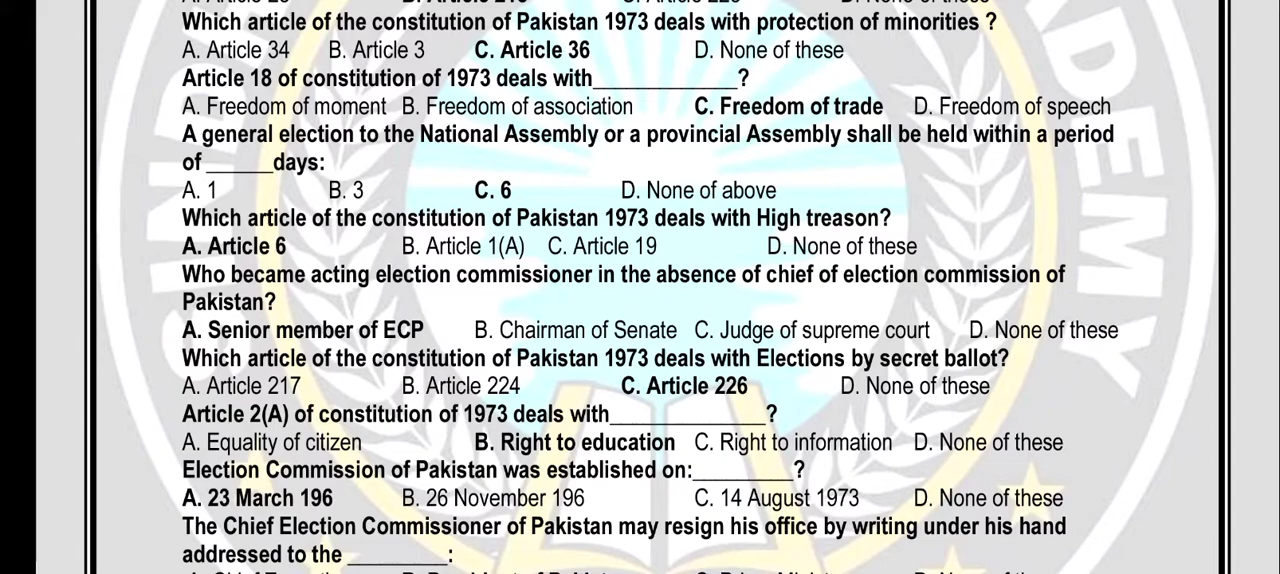 Which article of the constitution of Pakistan 1973 deals with protection of minorities ?
A. Article 34 B. Article 3 C. Article 36 D. None of these
Article 18 of constitution of 1973 deals with_____________?
A. Freedom of moment B. Freedom of association C. Freedom of trade D. Freedom of speech
A general election to the National Assembly or a provincial Assembly shall be held within a period
of ______days:
A. 1 B. 3 C. 6 D. None of above
Which article of the constitution of Pakistan 1973 deals with High treason?
A. Article 6 B. Article 1(A) C. Article 19 D. None of these
Who became acting election commissioner in the absence of chief of election commission of
Pakistan?
A. Senior member of ECP B. Chairman of Senate C. Judge of supreme court D. None of these
Which article of the constitution of Pakistan 1973 deals with Elections by secret ballot?
A. Article 217 B. Article 224 C. Article 226 D. None of these
Article 2(A) of constitution of 1973 deals with______________?
A. Equality of citizen B. Right to education C. Right to information D. None of these
Election Commission of Pakistan was established on:_________?
A. 23 March 196 B. 26 November 196 C. 14 August 1973 D. None of these
The Chief Election Commissioner of Pakistan may resign his office by writing under his hand
addressed to the _________: